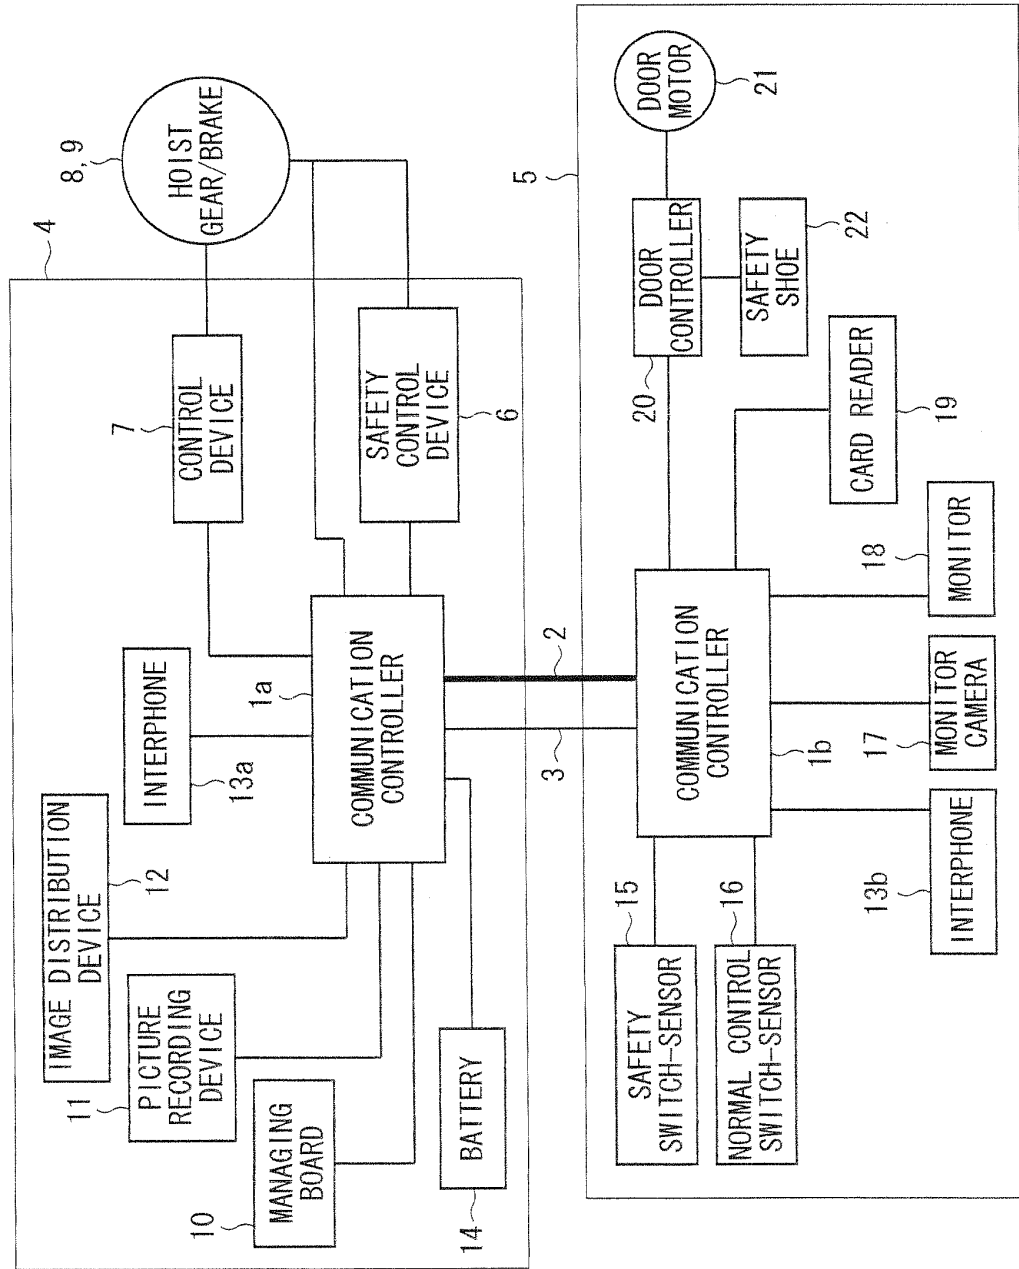 4
8, 9
HOIST
GEAR/BRAKE
7
CONTROL
DEVICE
SAFETY
CONTROL
DEVICE
6
12
IMAGE DISTRIBUTION
DEVICE
11
PICTURE
RECORDING
DEVICE
10
MANAGING
BOARD
14
BATTERY
INTERPHONE
13a
1a
COMMUNICATION
CONTROLLER
3
2
5
COMMUNICATION
CONTROLLER
1b
15
SAFETY
SWITCH-SENSOR
16
NORMAL CONTROL
SWITCH-SENSOR
13b
INTERPHONE
17
MONITOR
CAMERA
18
MONITOR
CARD READER
19
20
DOOR
CONTROLLER
DOOR
MOTOR
21
SAFETY
SHOE
22